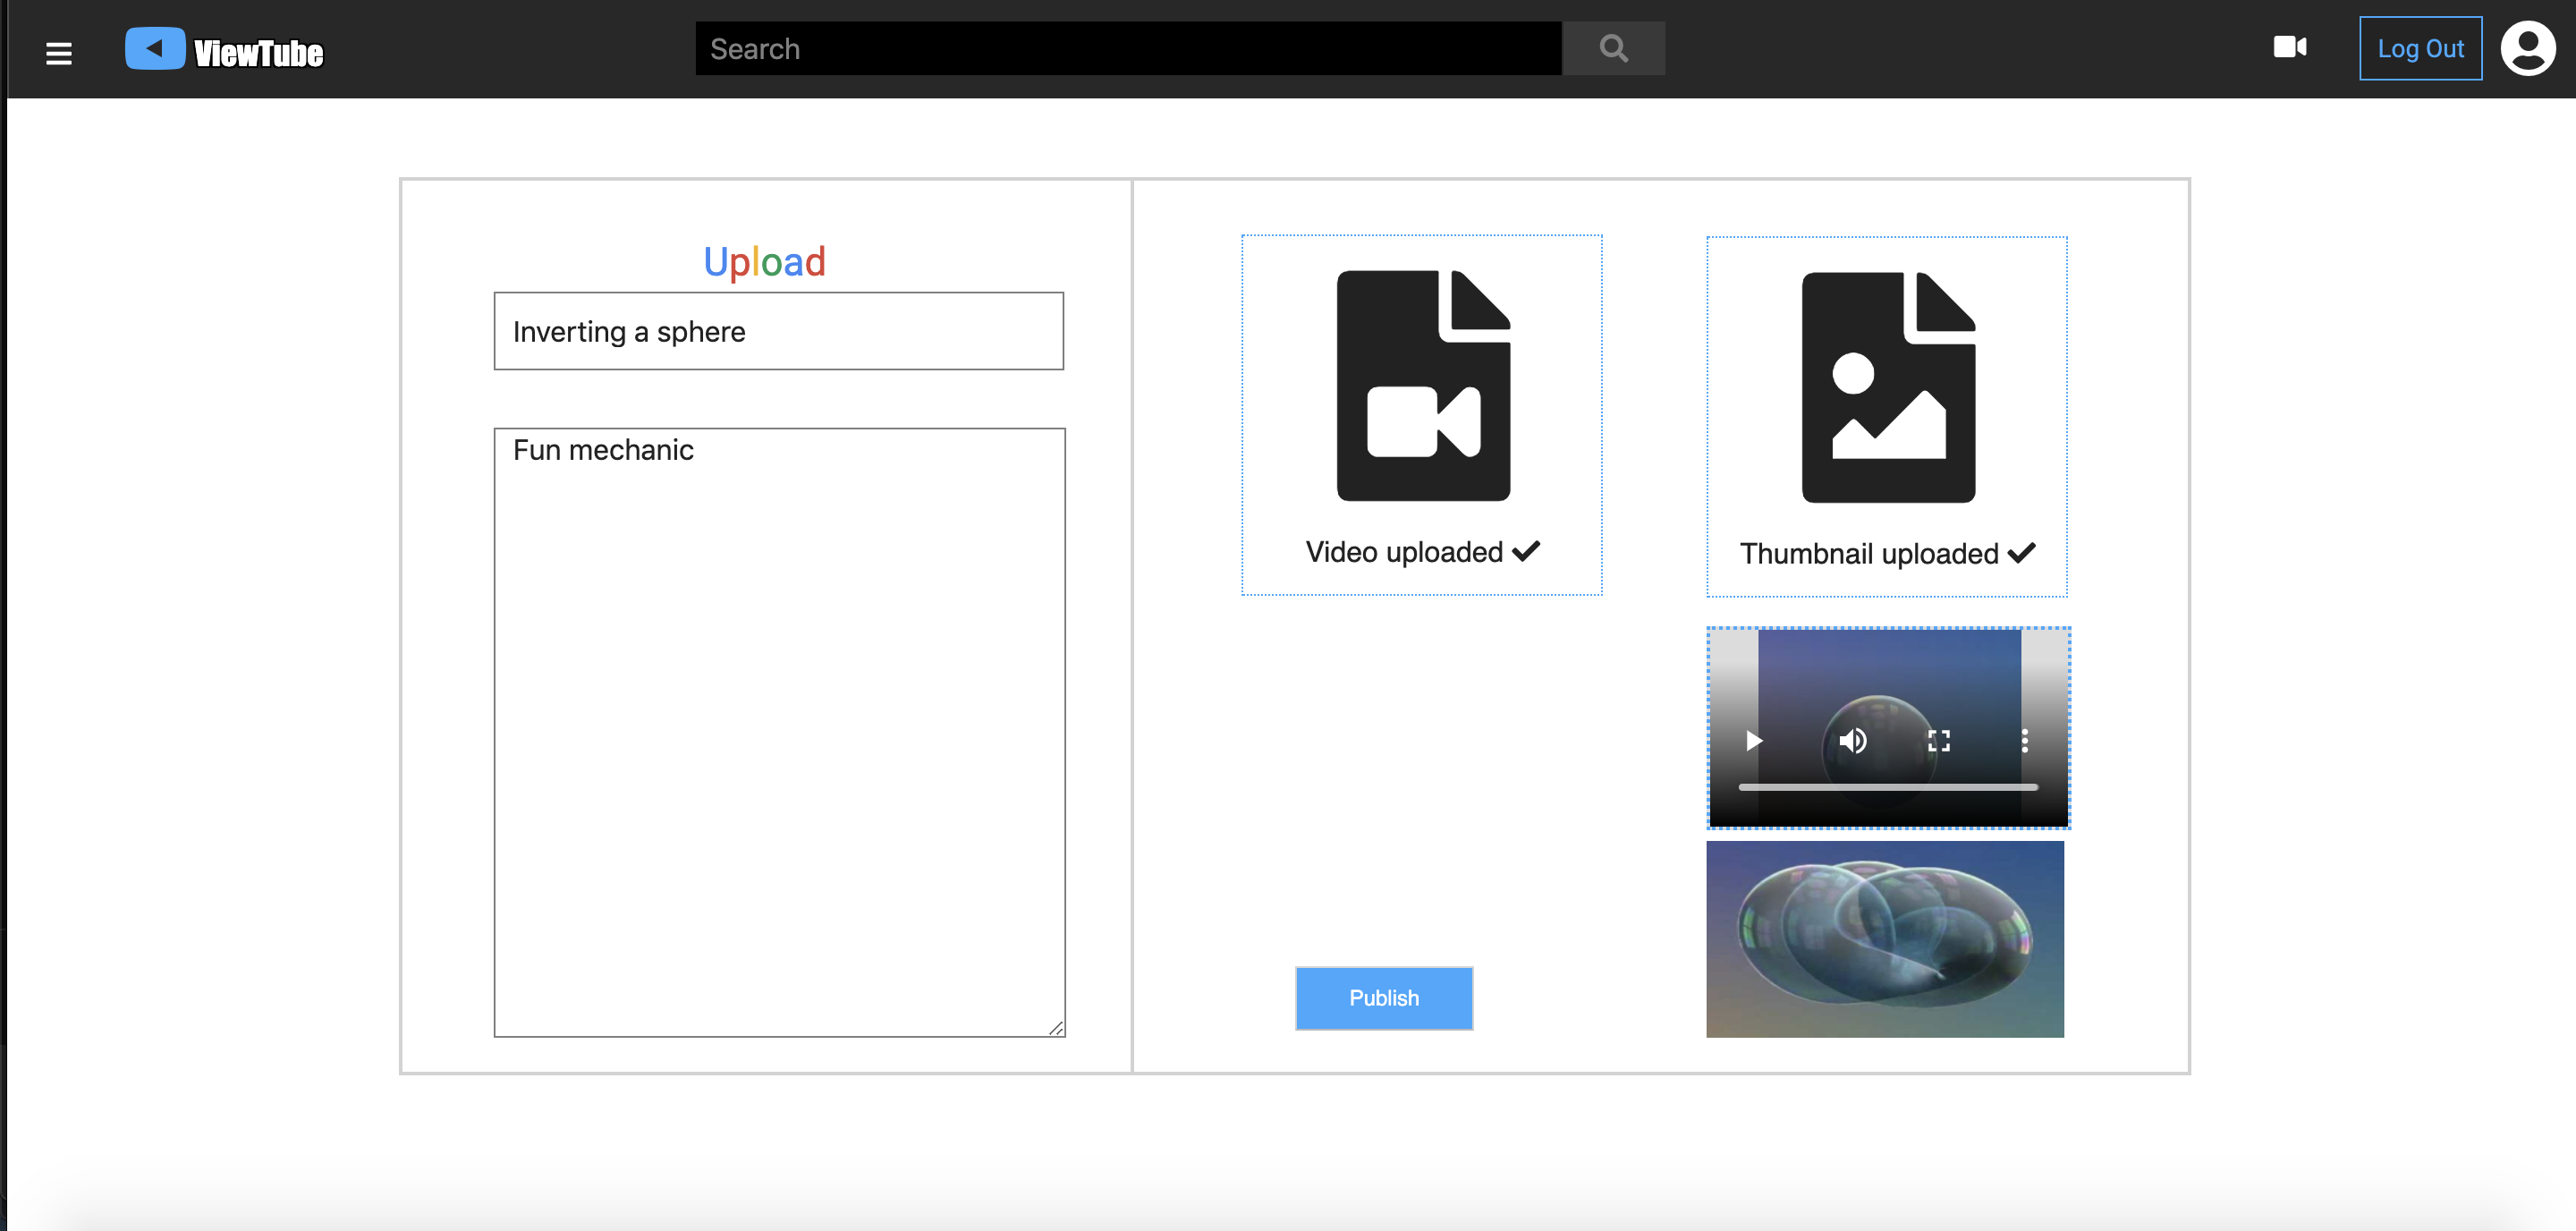 ViewTube
Search
Log Out
Upload
Inverting a sphere
Fun mechanic
Video uploaded
Thumbnail uploaded
Publish